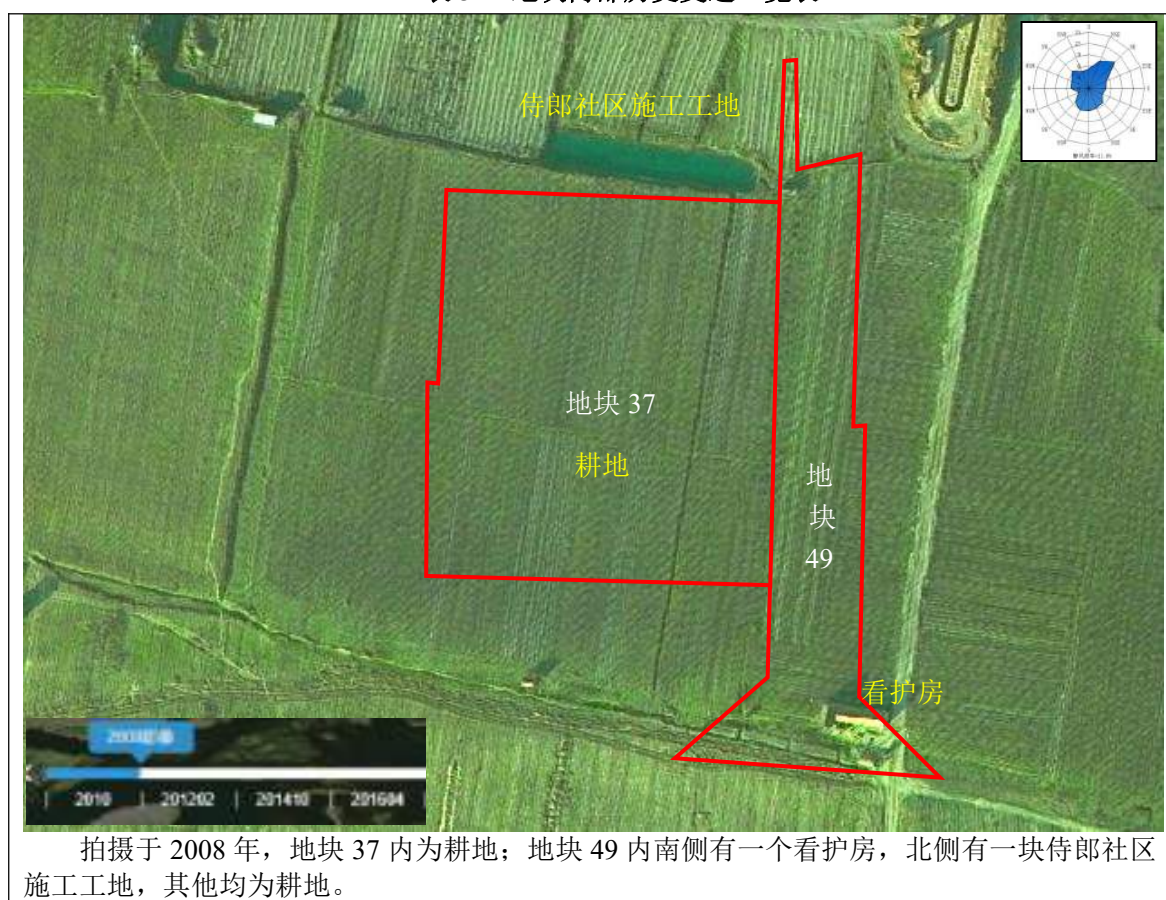 侍郎社区施工工地
地块 37
耕地
地
块
49
看护房
2010 | 201202 | 201410 | 201604
拍摄于 2008 年，地块 37 内为耕地；地块 49 内南侧有一个看护房，北侧有一块侍郎社区
施工工地，其他均为耕地。